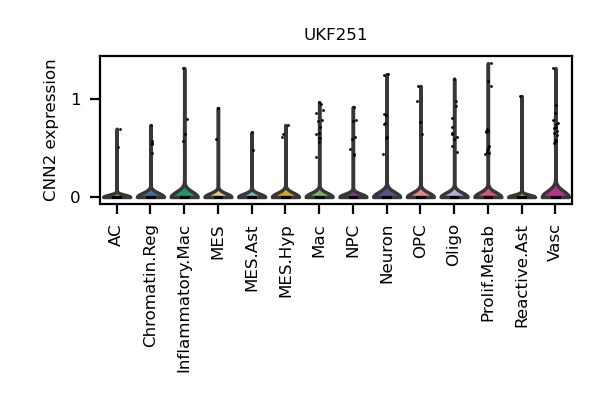 UKF251
CNN2 expression
1
0
AC
Chromatin.Reg
Inflammatory.Mac
MES
MES.Ast
MES.Hyp
Mac
NPC
Neuron
OPC
Oligo
Prolif.Metab
Reactive.Ast
Vasc